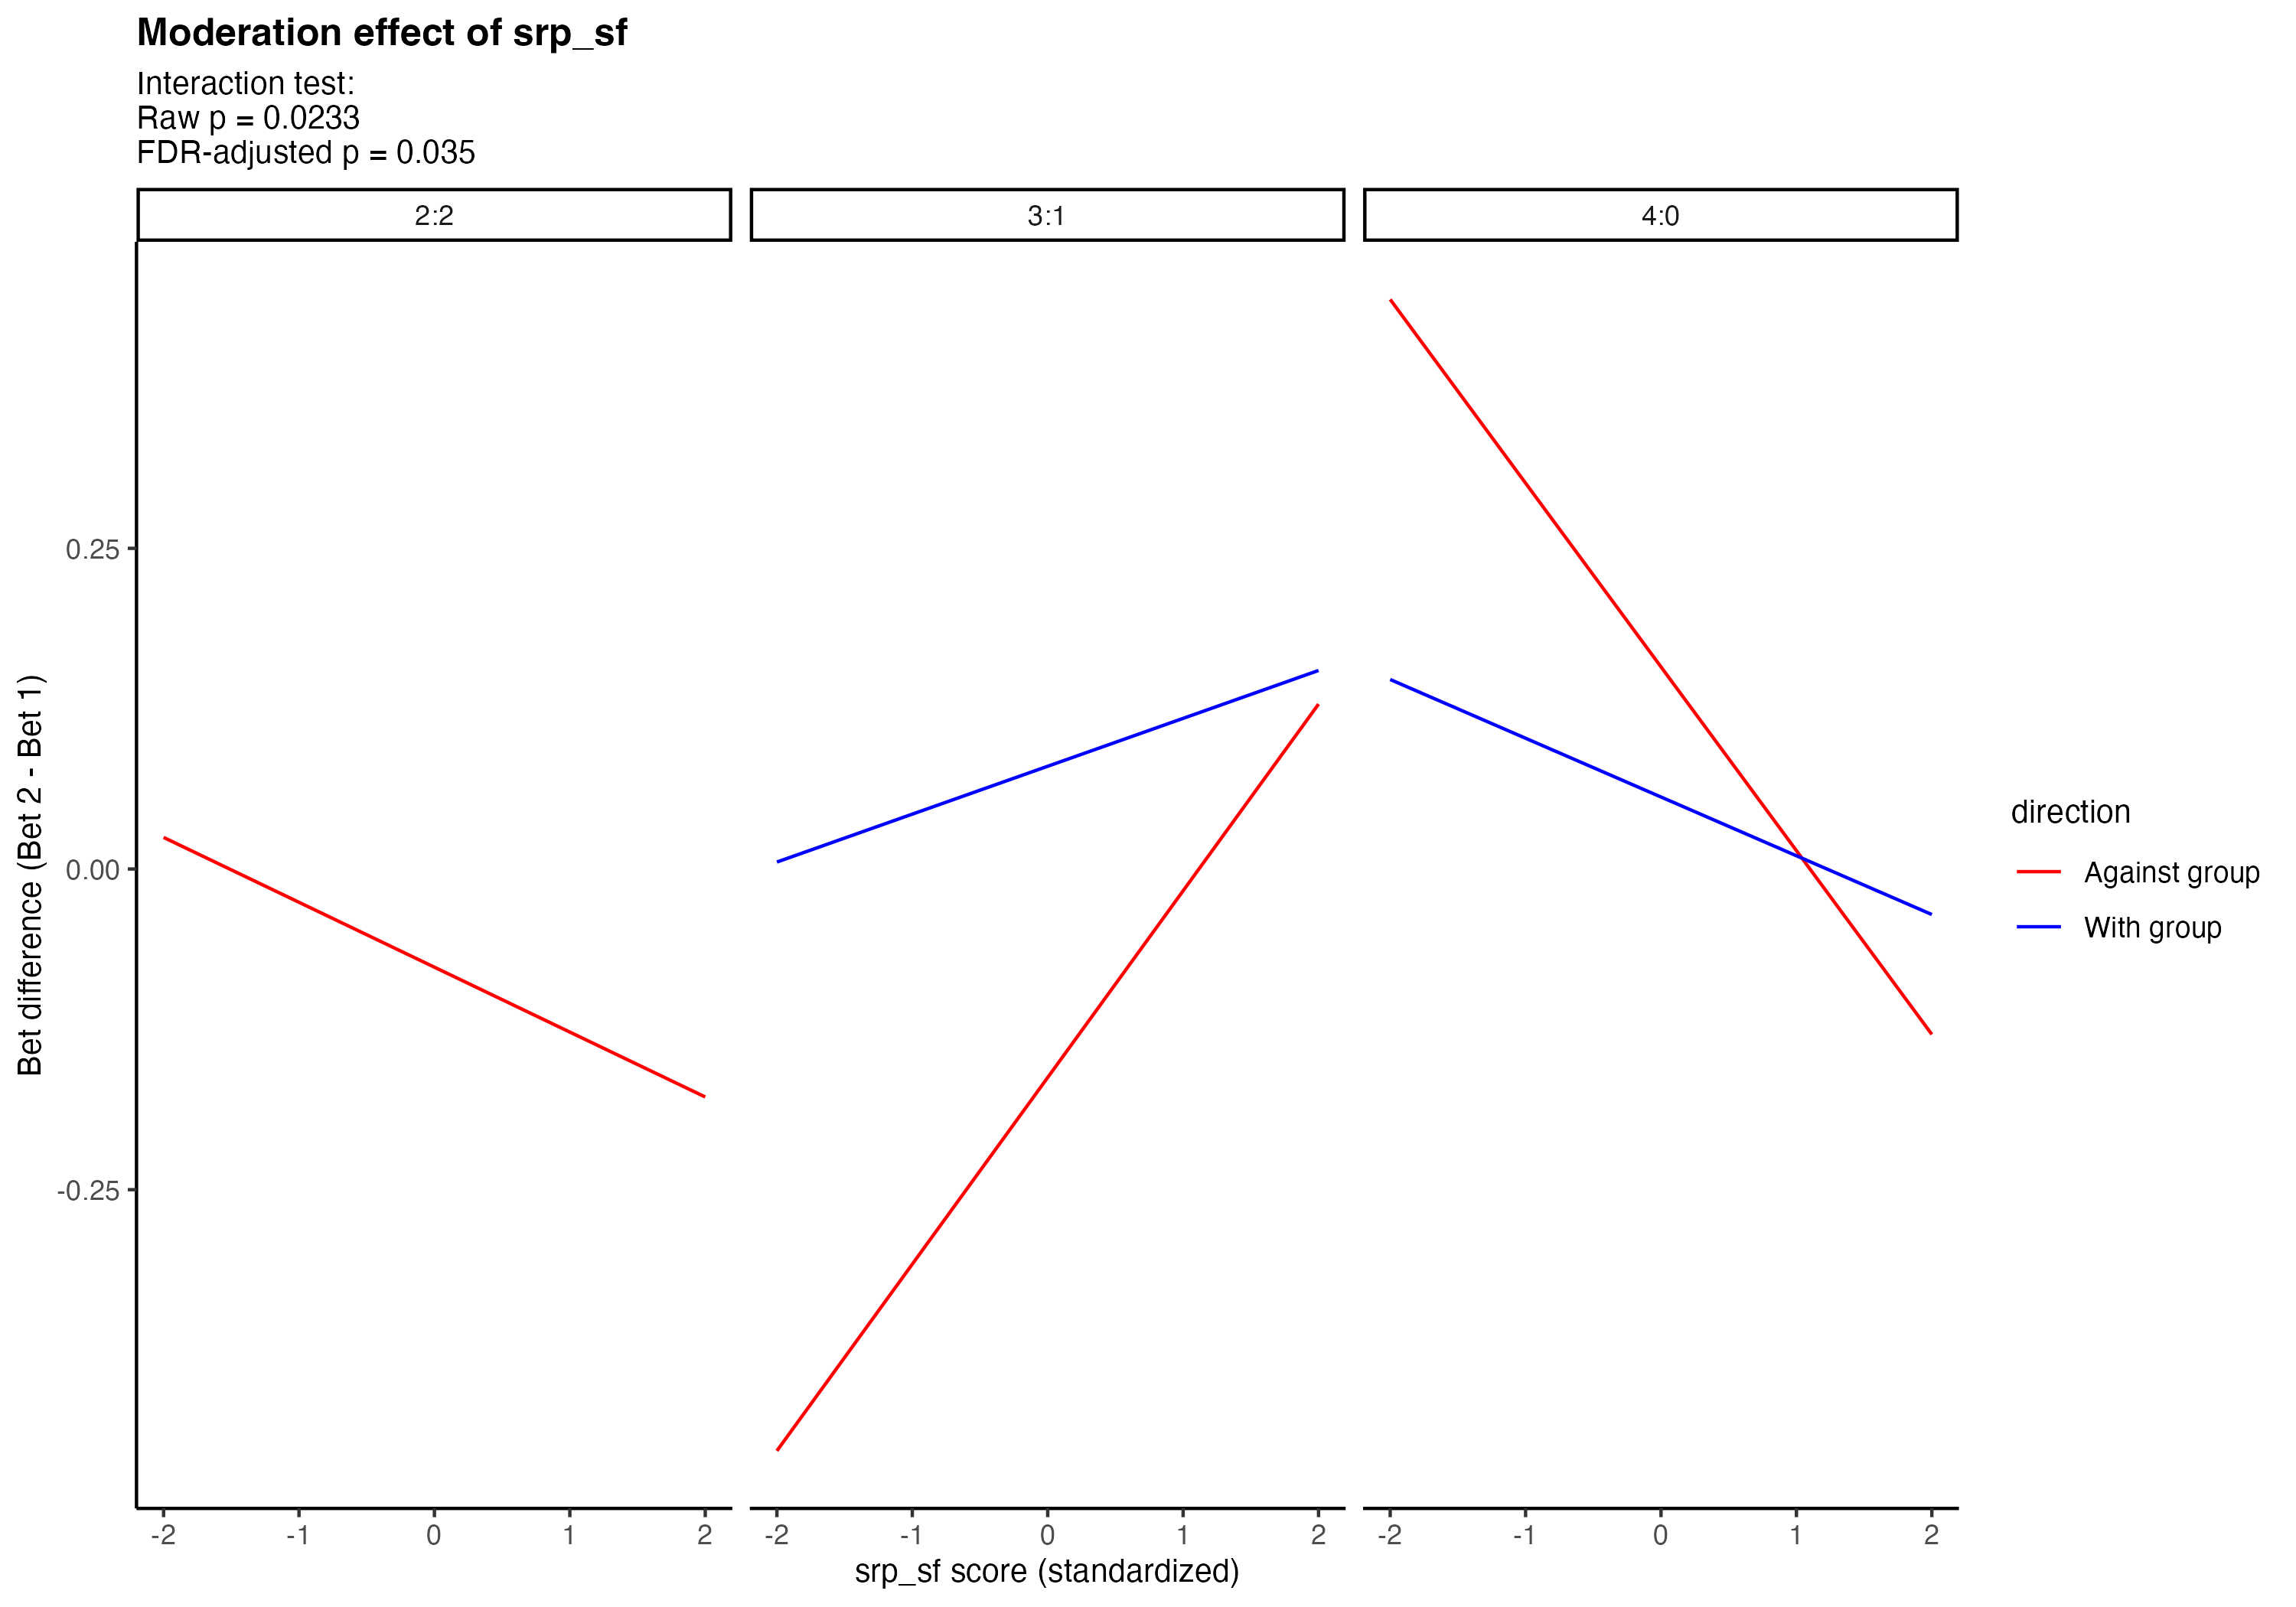 Moderation effect of srp_sf
Interaction test:
Raw p = 0.0233
FDR-adjusted p = 0.035
2:2
3:1
4:0
0.25
0.00
-0.25
Bet difference (Bet 2 - Bet 1)
-2 -1 0 1 2
-2 -1 0 1 2
-2 -1 0 1 2
srp_sf score (standardized)
direction
Against group
With group